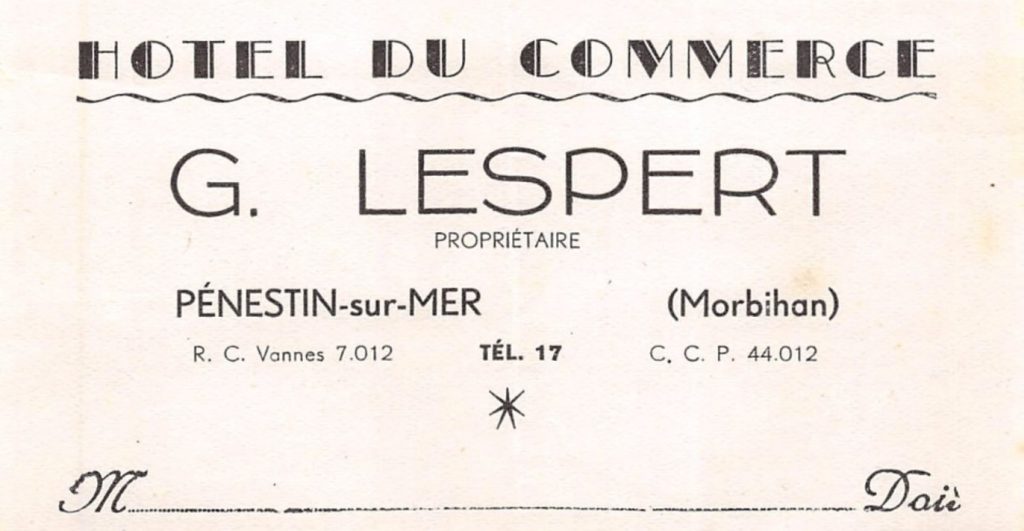 HOTEL DU COMMERCE
G. LESPERT
PROPRIÉTAIRE
PÉNESTIN-sur-MER (Morbihan)
R. C. Vannes 7.012 TÉL. 17 C. C. P. 44.012
M Doit